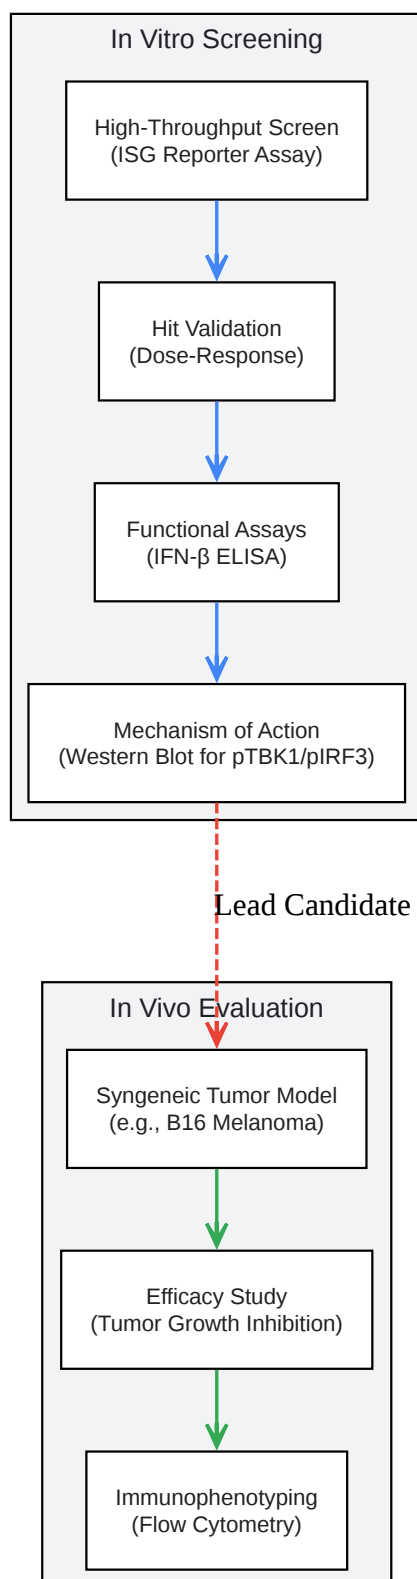 In Vitro Screening
High-Throughput Screen
(ISG Reporter Assay)
Hit Validation
(Dose-Response)
Functional Assays
(IFN-β ELISA)
Mechanism of Action
(Western Blot for pTBK1/pIRF3)
Lead Candidate
In Vivo Evaluation
Syngeneic Tumor Model
(e.g., B16 Melanoma)
Efficacy Study
(Tumor Growth Inhibition)
Immunophenotyping
(Flow Cytometry)